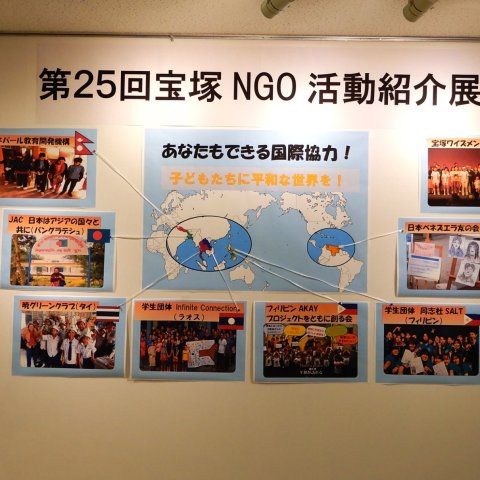 第25回宝塚 NGO 活動紹介展
パール教育開発機構
あなたもできる国際協力！
子どもたちに平和な世界を！
宝塚ワイズメン
JAC 日本はアジアの国々と
共に(バングラデシュ)
日本ベネスエラ友の会
暁グリーンクラブ(タイ)
学生団体 Infinite Connection
(ラオス)
フィリピン AKAY
プロジェクトをともに創る会
学生団体 同志社 SALT
(フィリピン)